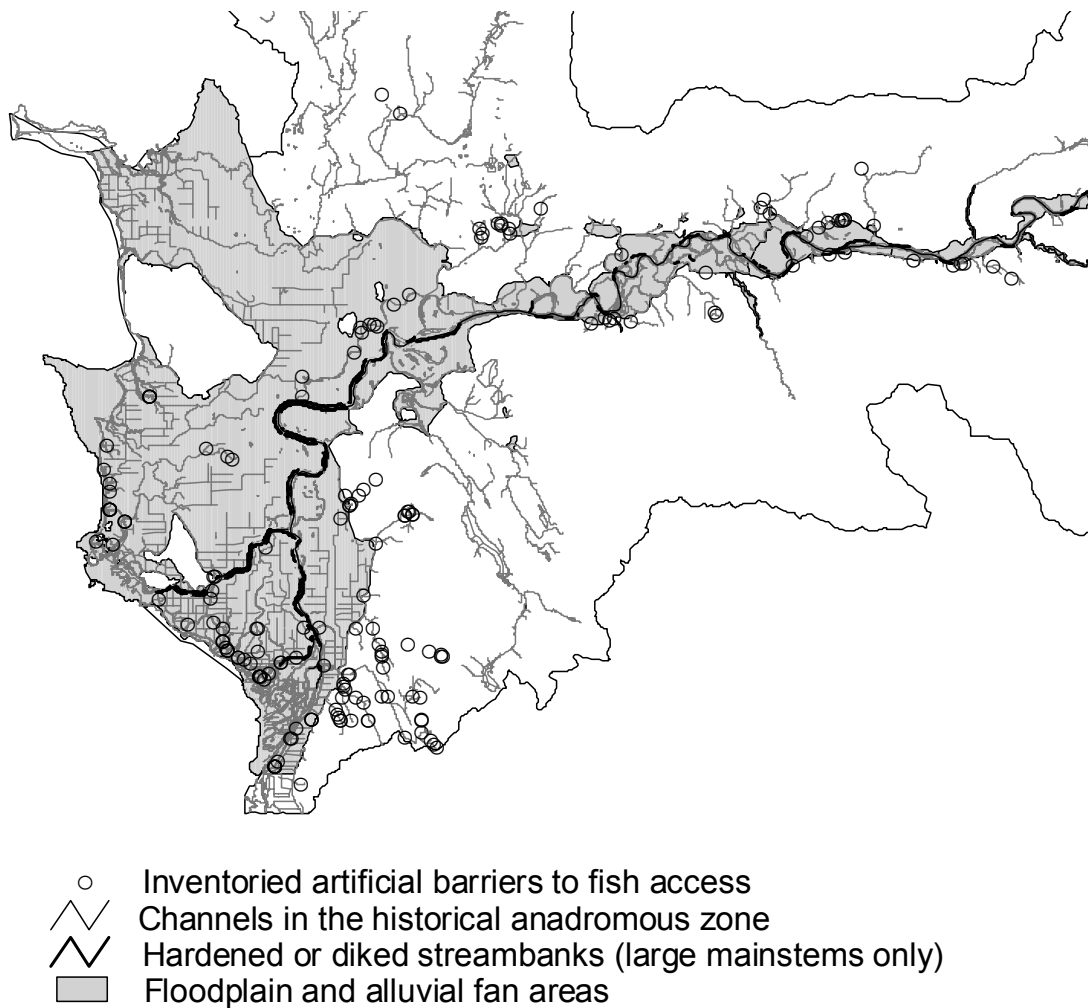 Inventoried artificial barriers to fish access
Channels in the historical anadromous zone
Hardened or diked streambanks (large mainstems only)
Floodplain and alluvial fan areas